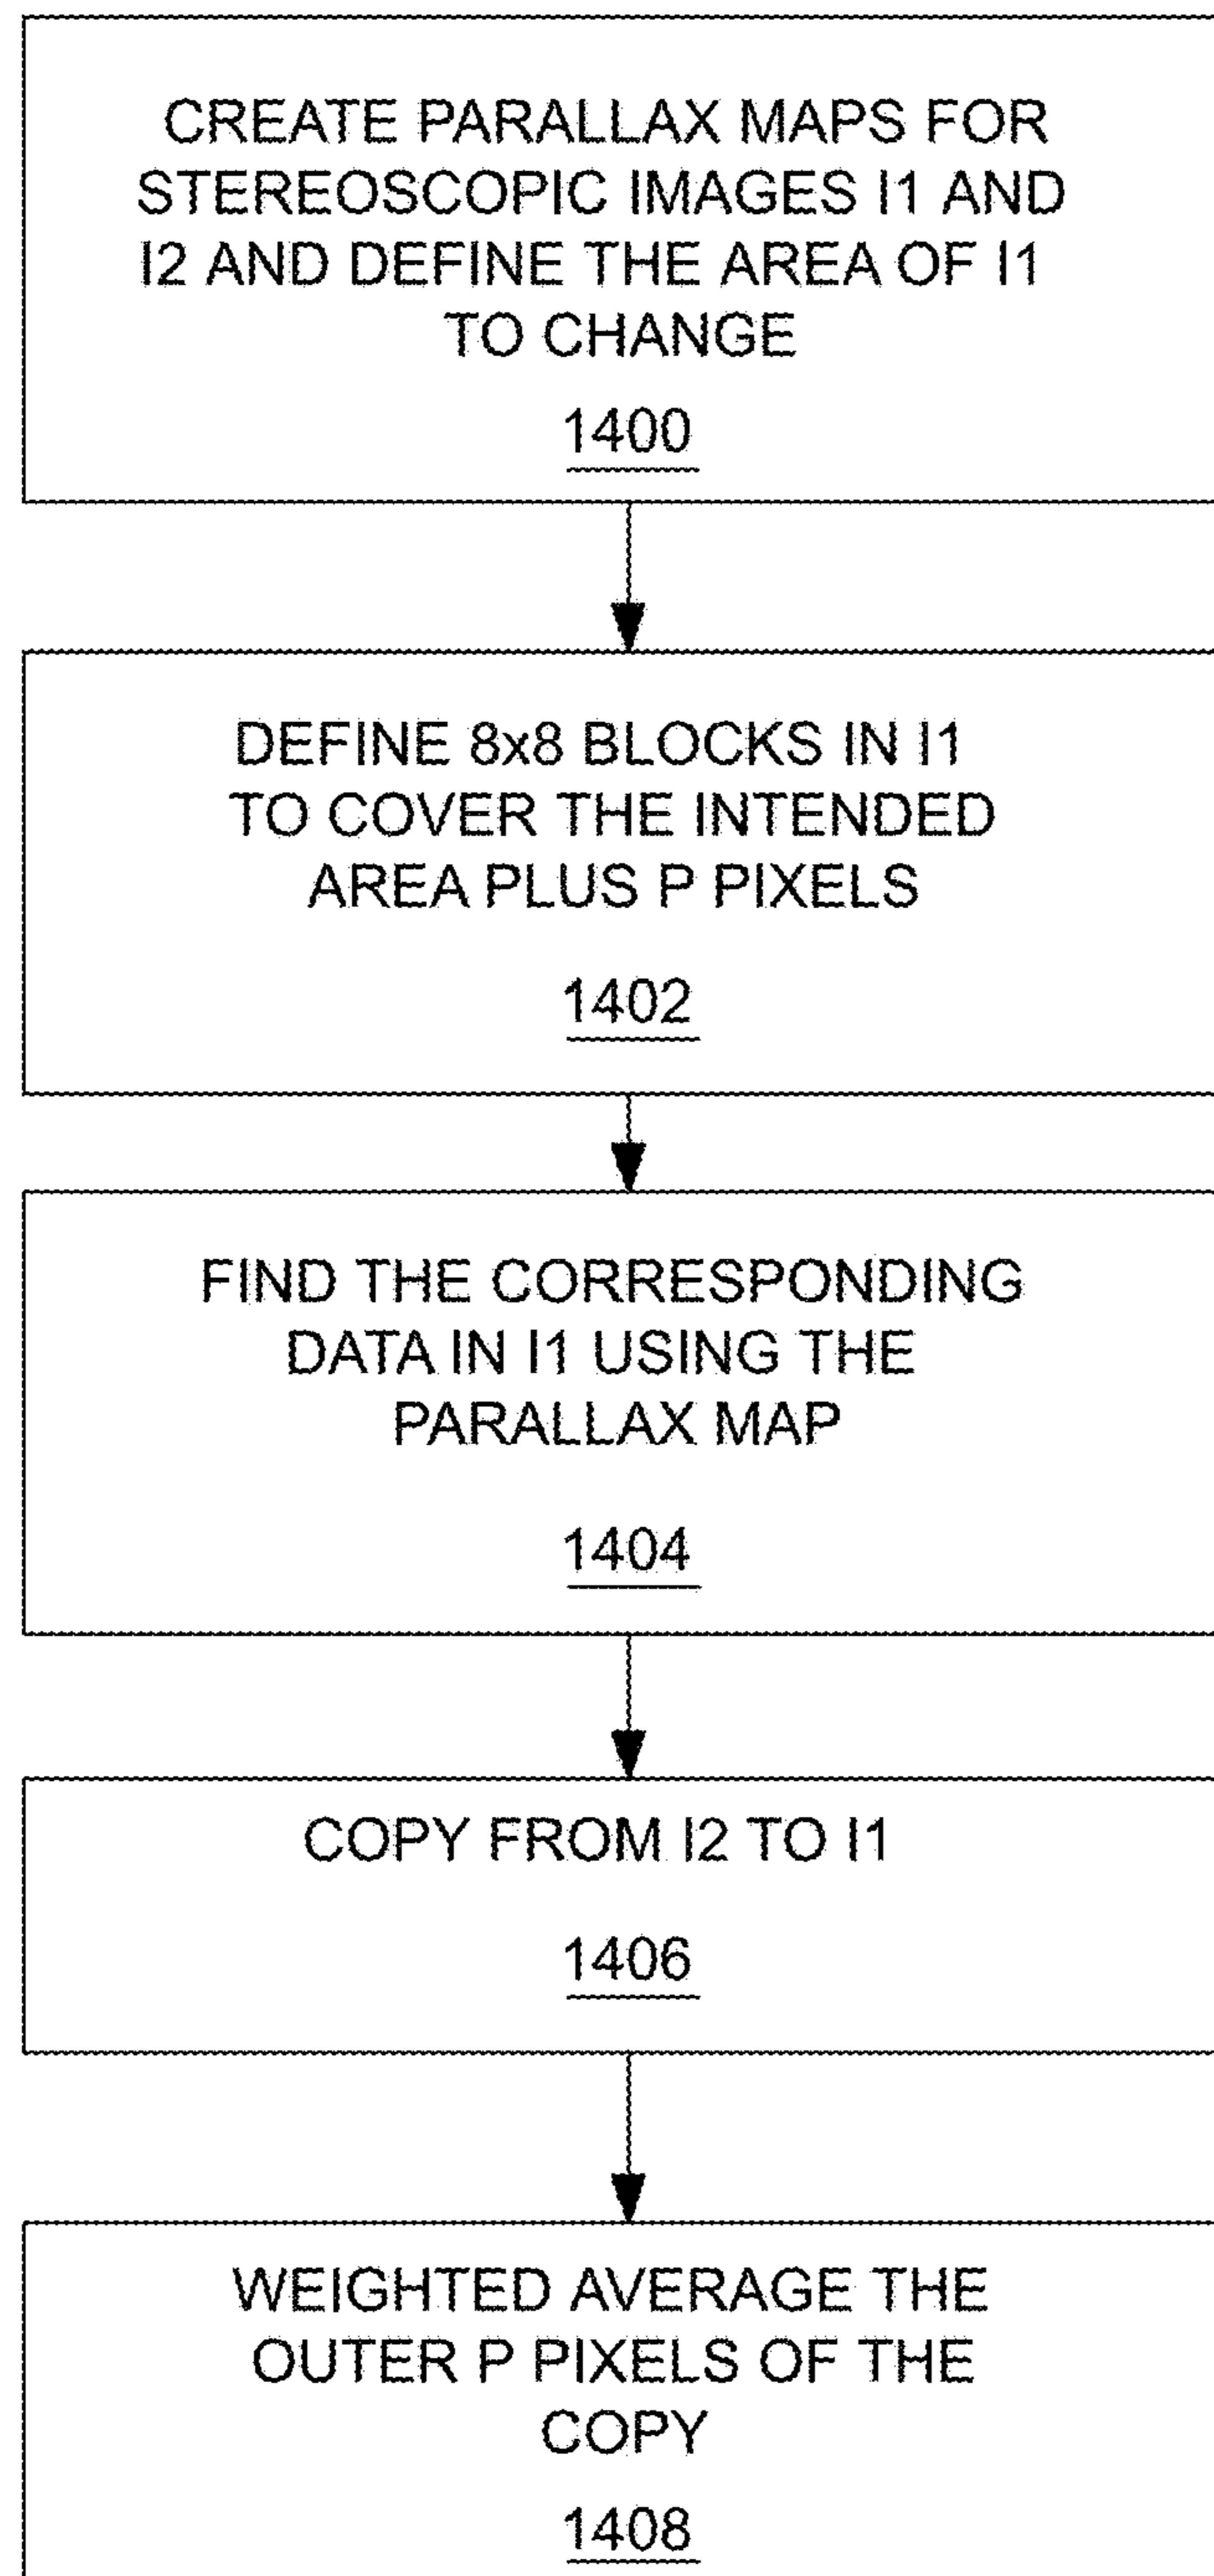 CREATE PARALLAX MAPS FOR
STEREOSCOPIC IMAGES I1 AND
I2 AND DEFINE THE AREA OF I1
TO CHANGE
1400
DEFINE 8x8 BLOCKS IN I1
TO COVER THE INTENDED
AREA PLUS P PIXELS
1402
FIND THE CORRESPONDING
DATA IN I1 USING THE
PARALLAX MAP
1404
COPY FROM I2 TO I1
1406
WEIGHTED AVERAGE THE
OUTER P PIXELS OF THE
COPY
1408